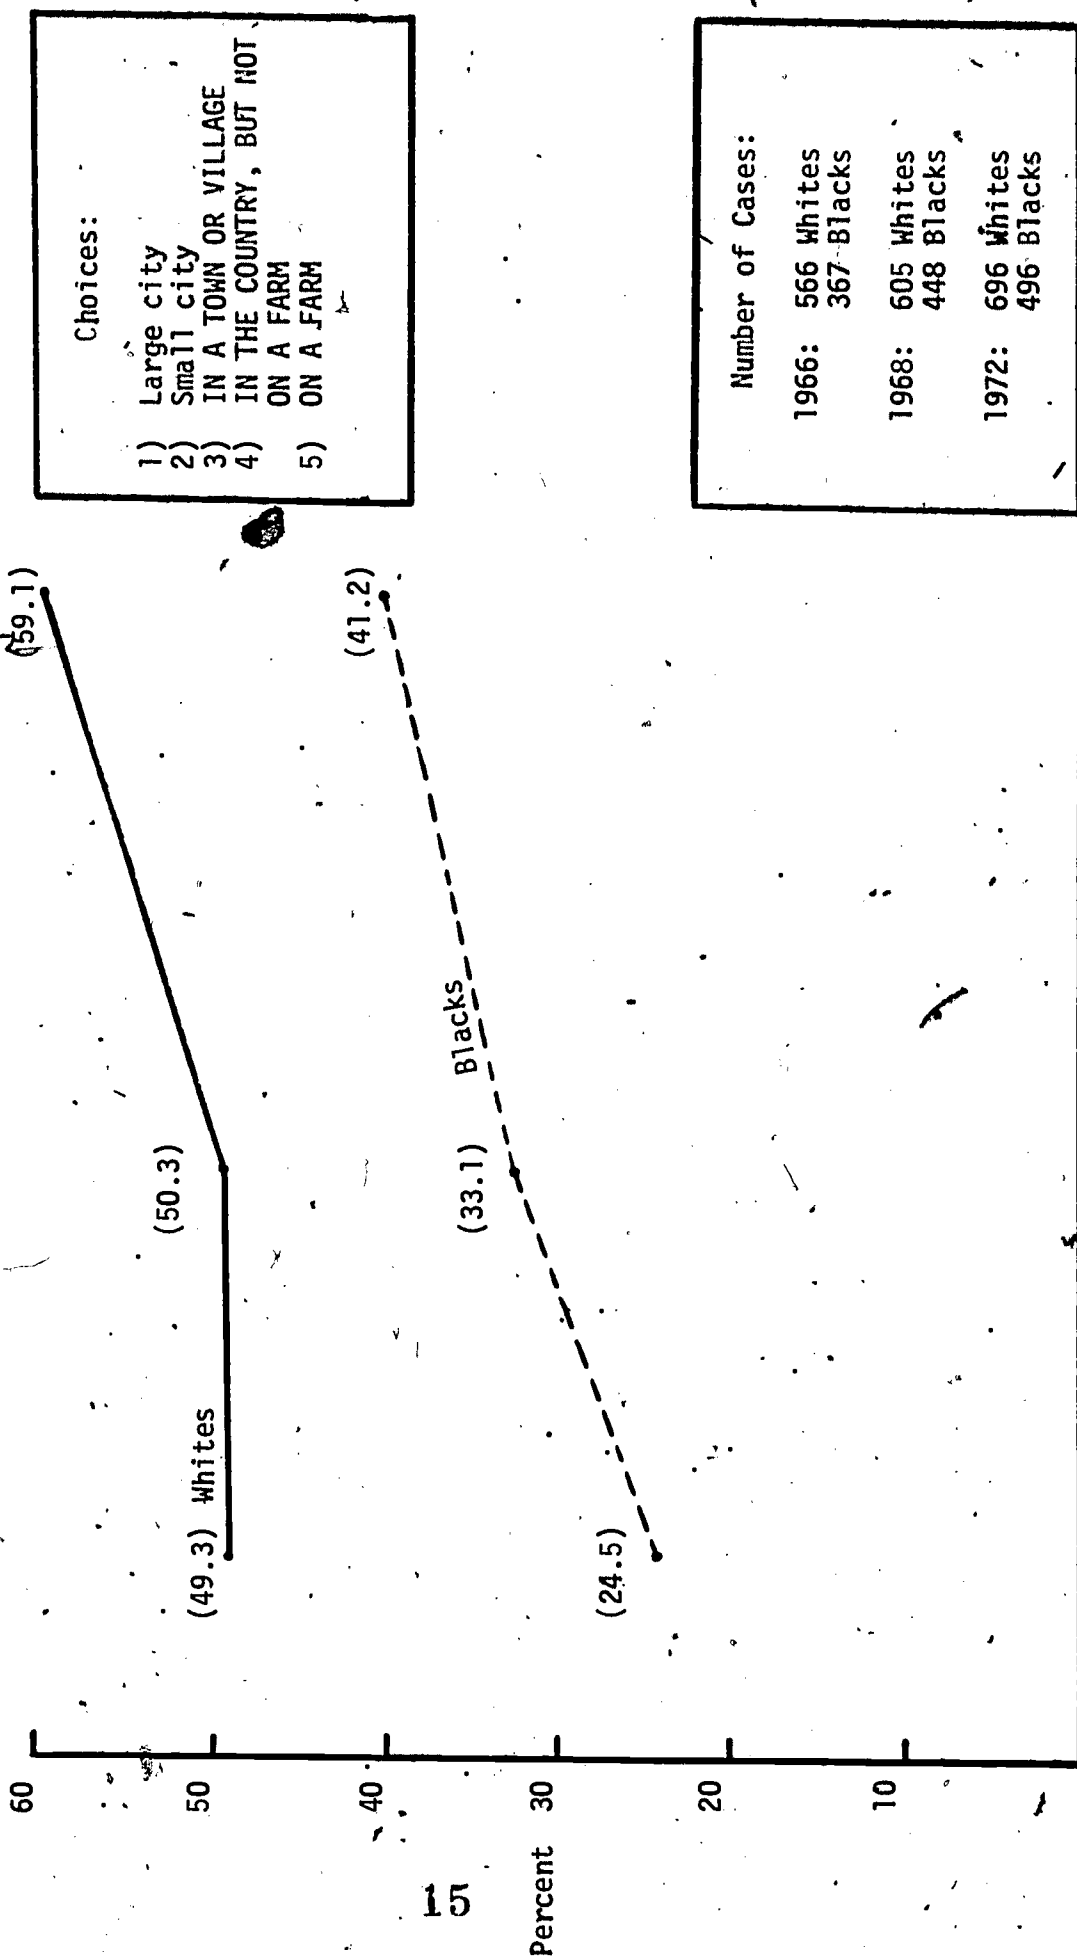 60
50
40
30
20
10
Percent
(49.3) Whites
(50.3)
(59.1)
(24.5)
(33.1)
Blacks
(41.2)
Choices:
1) Large city
2) Small city
3) IN A TOWN OR VILLAGE
4) IN THE COUNTRY, BUT NOT
ON A FARM
5) ON A FARM
Number of Cases:
1966: 566 Whites
367 Blacks
1968: 605 Whites
448 Blacks
1972: 696 Whites
496 Blacks
15